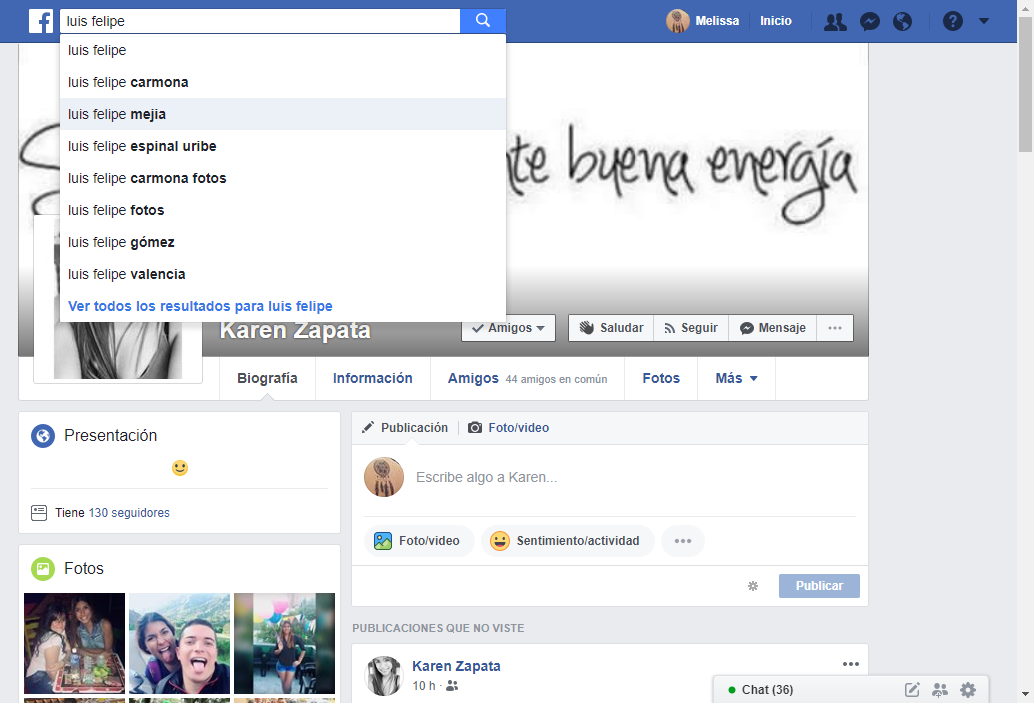 luis felipe
Melissa
Inicio
luis felipe
luis felipe carmona
luis felipe mejia
luis felipe espinal uribe
luis felipe carmona fotos
luis felipe fotos
luis felipe gómez
luis felipe valencia
Ver todos los resultados para luis felipe
nte buena energía
Karen Zapata
Amigos
Saludar
Seguir
Mensaje
Biografía
Información
Amigos 44 amigos en común
Fotos
Más
Presentación
Tiene 130 seguidores
Fotos
Publicación
Foto/video
Escribe algo a Karen...
Foto/video
Sentimiento/actividad
Publicar
PUBLICACIONES QUE NO VISTE
Karen Zapata
10 h ·
Chat (36)